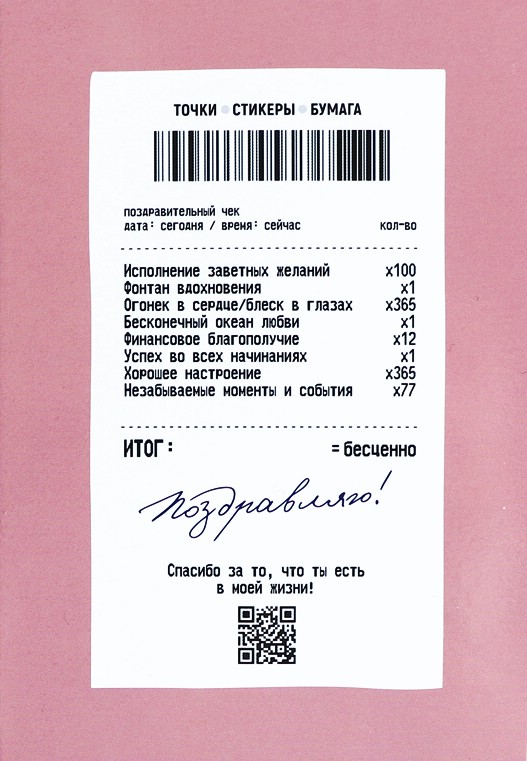 ТОЧКИ • СТИКЕРЫ • БУМАГА
ПОЗДРАВИТЕЛЬНЫЙ ЧЕК
ДАТА: СЕГОДНЯ / ВРЕМЯ: СЕЙЧАС КОЛ-ВО
Исполнение заветных желаний x100
Фонтан вдохновения x1
Огонек в сердце/блеск в глазах x365
Бесконечный океан любви x1
Финансовое благополучие x12
Успех во всех начинаниях x1
Хорошее настроение x365
Незабываемые моменты и события x77
ИТОГ: = бесценно
Поздравляю!
Спасибо за то, что ты есть
в моей жизни!